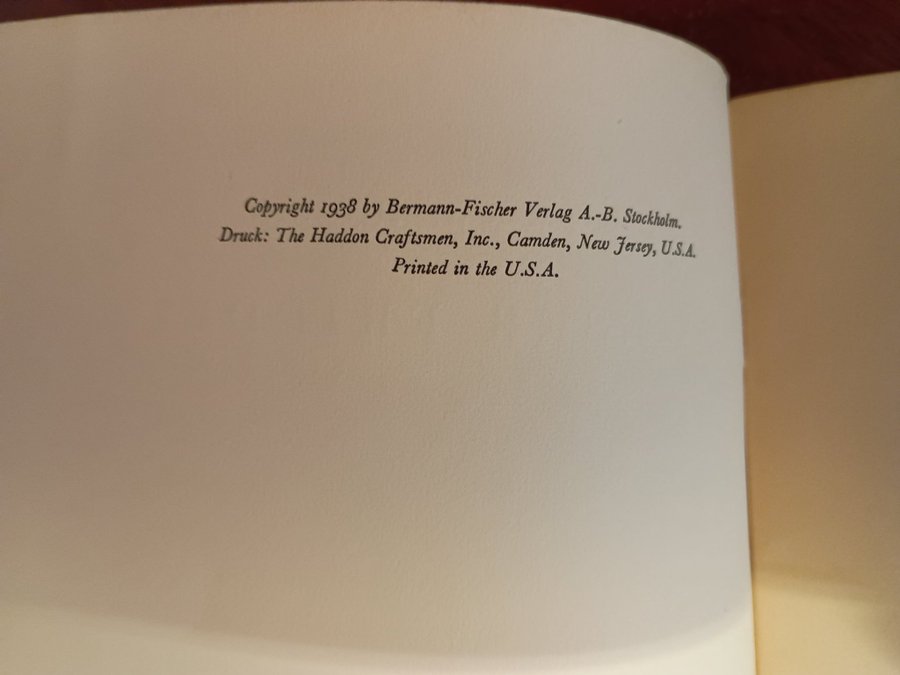 Copyright 1938 by Bermann-Fischer Verlag A.-B. Stockholm.
Druck: The Haddon Craftsmen, Inc., Camden, New Jersey, U.S.A.
Printed in the U.S.A.